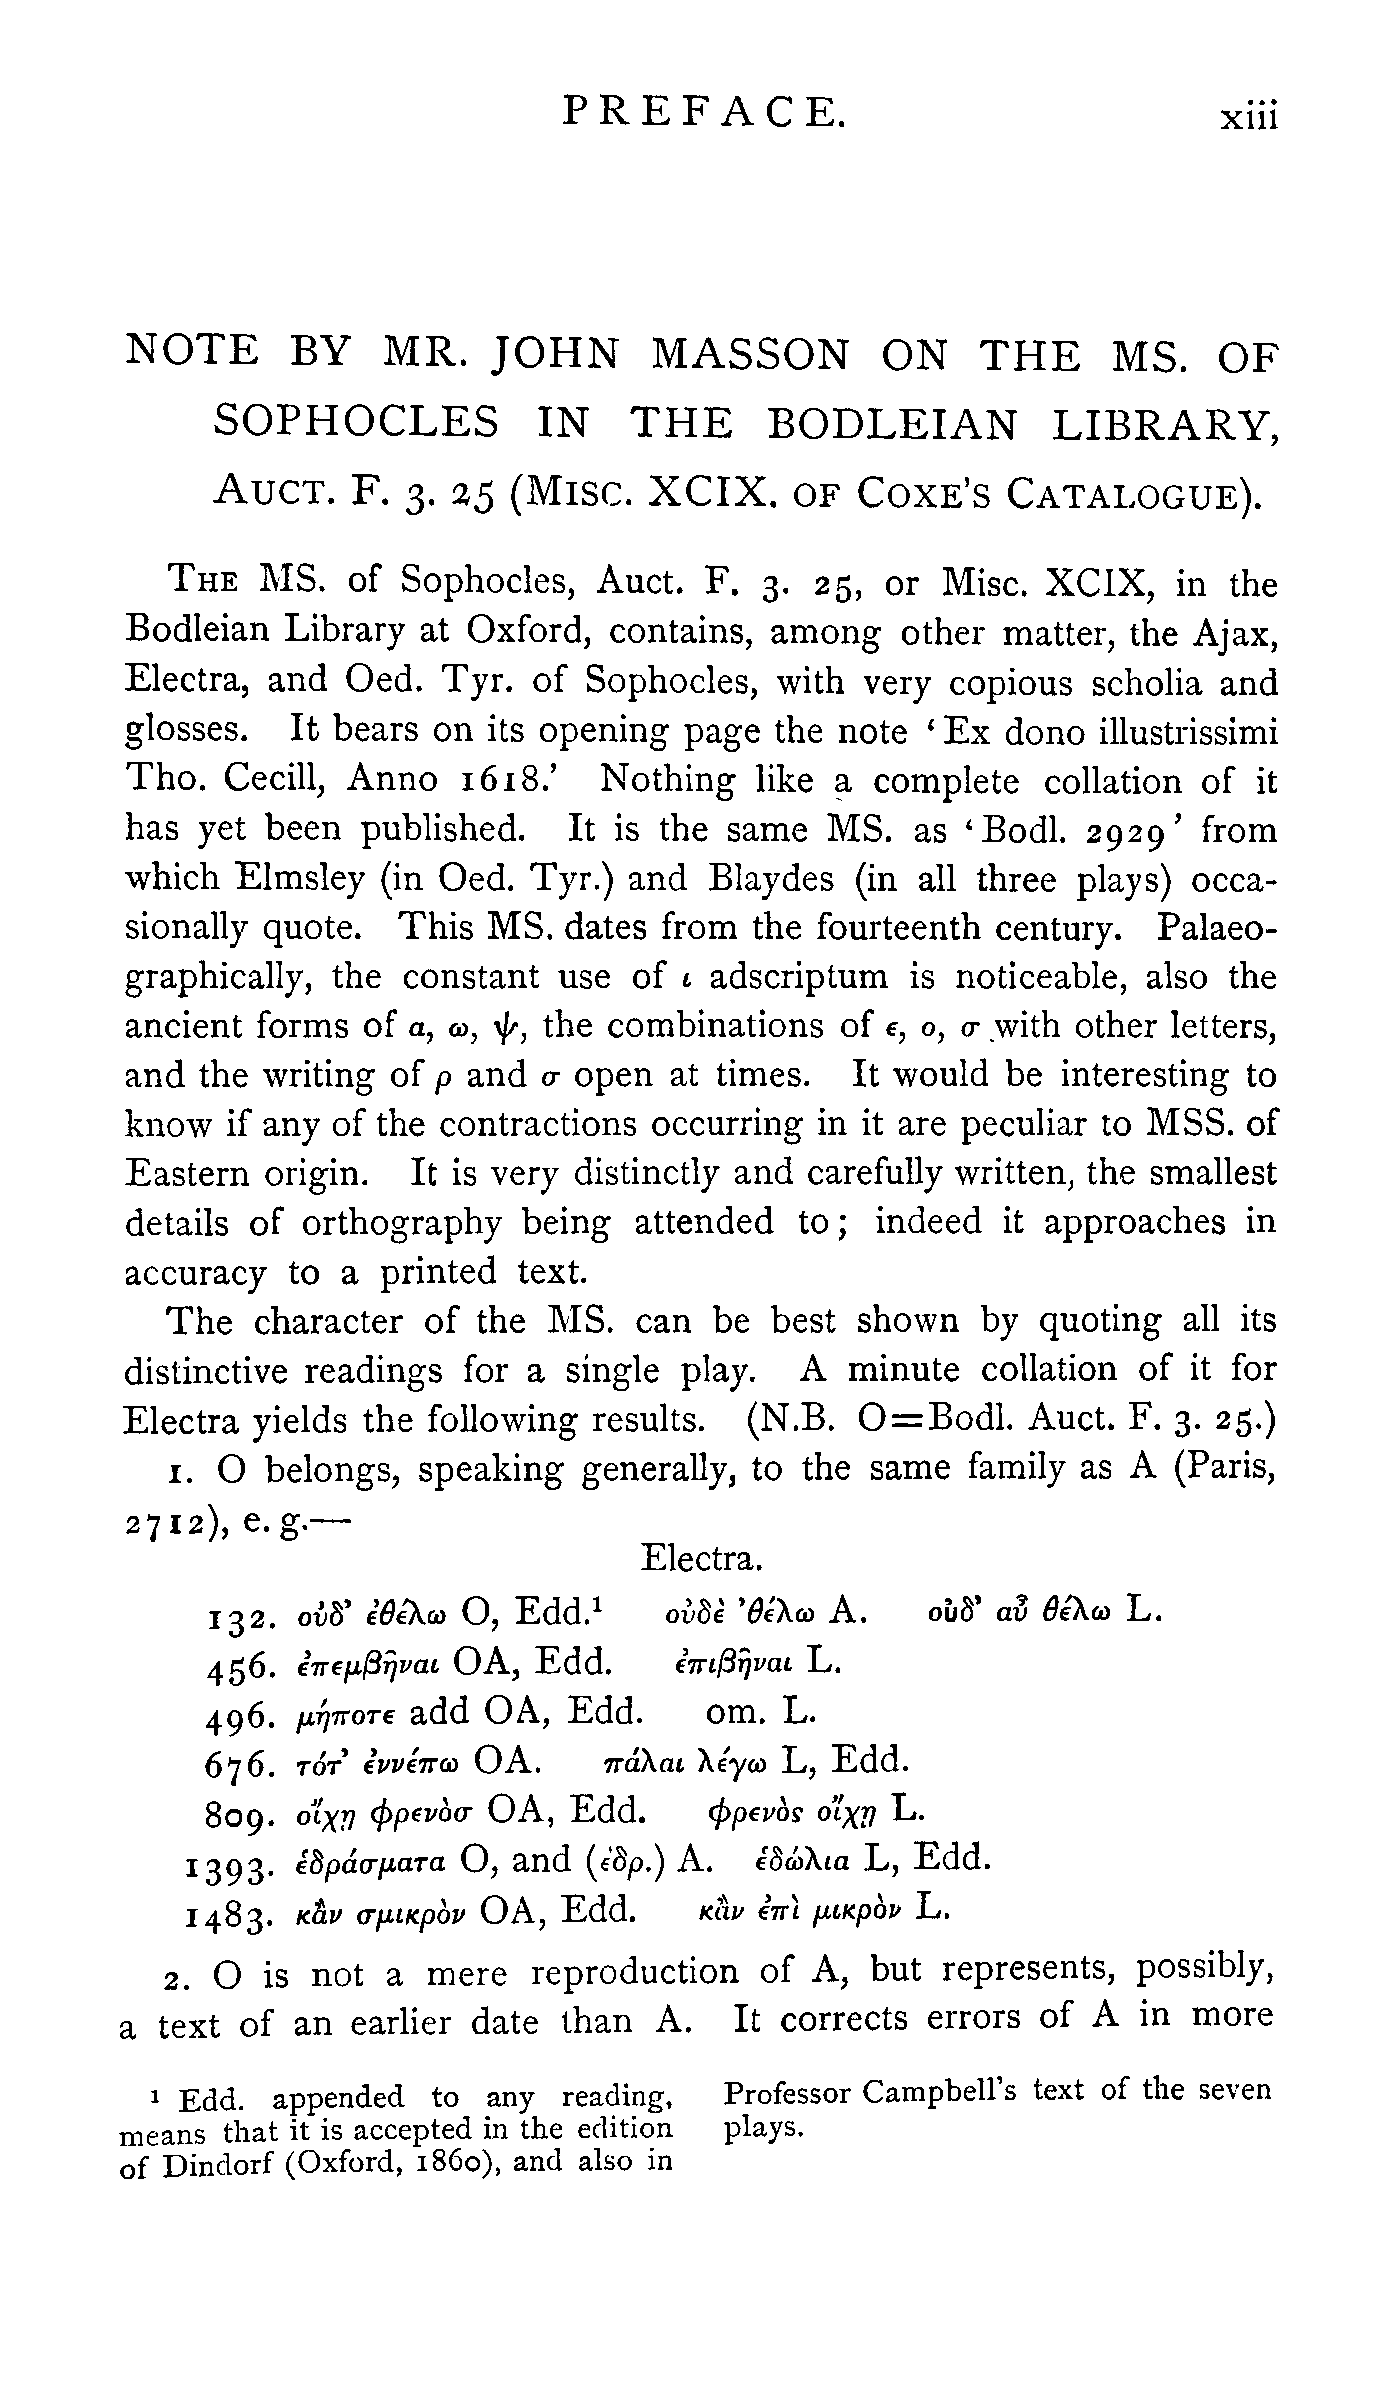 PREFACE. xiii
NOTE BY MR. JOHN MASSON ON THE MS. OF
SOPHOCLES IN THE BODLEIAN LIBRARY,
AUCT. F. 3. 25 (MISC. XCIX. OF COXE'S CATALOGUE).
THE MS. of Sophocles, Auct. F. 3. 25, or Misc. XCIX, in the
Bodleian Library at Oxford, contains, among other matter, the Ajax,
Electra, and Oed. Tyr. of Sophocles, with very copious scholia and
glosses. It bears on its opening page the note ‘Ex dono illustrissimi
Tho. Cecill, Anno 1618.’ Nothing like a complete collation of it
has yet been published. It is the same MS. as ‘Bodl. 2929’ from
which Elmsley (in Oed. Tyr.) and Blaydes (in all three plays) occa-
sionally quote. This MS. dates from the fourteenth century. Palaeo-
graphically, the constant use of ι adscriptum is noticeable, also the
ancient forms of α, ω, ψ, the combinations of ε, ο, σ with other letters,
and the writing of ρ and σ open at times. It would be interesting to
know if any of the contractions occurring in it are peculiar to MSS. of
Eastern origin. It is very distinctly and carefully written, the smallest
details of orthography being attended to; indeed it approaches in
accuracy to a printed text.
The character of the MS. can be best shown by quoting all its
distinctive readings for a single play. A minute collation of it for
Electra yields the following results. (N.B. O=Bodl. Auct. F. 3. 25.)
1. O belongs, speaking generally, to the same family as A (Paris,
2712), e. g.—
Electra.
132. οὐδ’ ἐθέλω O, Edd.¹ οὐδὲ ’θέλω A. οὐδ’ αὖ θέλω L.
456. ἐπεμβῆναι OA, Edd. ἐπιβῆναι L.
496. μήποτε add OA, Edd. om. L.
676. τότ’ ἐννέπω OA. πάλαι λέγω L, Edd.
809. οἴχῃ φρενὸσ OA, Edd. φρενὸς οἴχῃ L.
1393. ἑδράσματα O, and (ἐδρ.) A. ἑδώλια L, Edd.
1483. κἂν σμικρὸν OA, Edd. κἂν ἐπὶ μικρὸν L.
2. O is not a mere reproduction of A, but represents, possibly,
a text of an earlier date than A. It corrects errors of A in more
¹ Edd. appended to any reading,
means that it is accepted in the edition
of Dindorf (Oxford, 1860), and also in
Professor Campbell's text of the seven
plays.